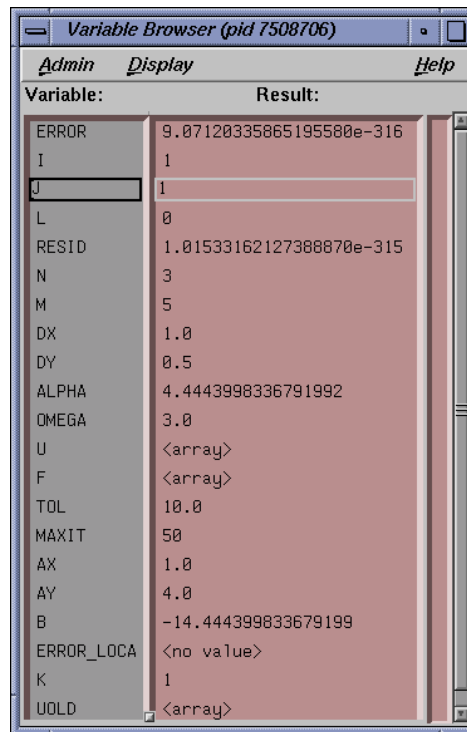 Variable Browser (pid 7508706)
Admin Display Help
Variable: Result:
ERROR 9.07120335865195580e-316
I 1
J 1
L 0
RESID 1.01533162127388870e-315
N 3
M 5
DX 1.0
DY 0.5
ALPHA 4.4443998336791992
OMEGA 3.0
U <array>
F <array>
TOL 10.0
MAXIT 50
AX 1.0
AY 4.0
B -14.444399833679199
ERROR_LOCA <no value>
K 1
UOLD <array>